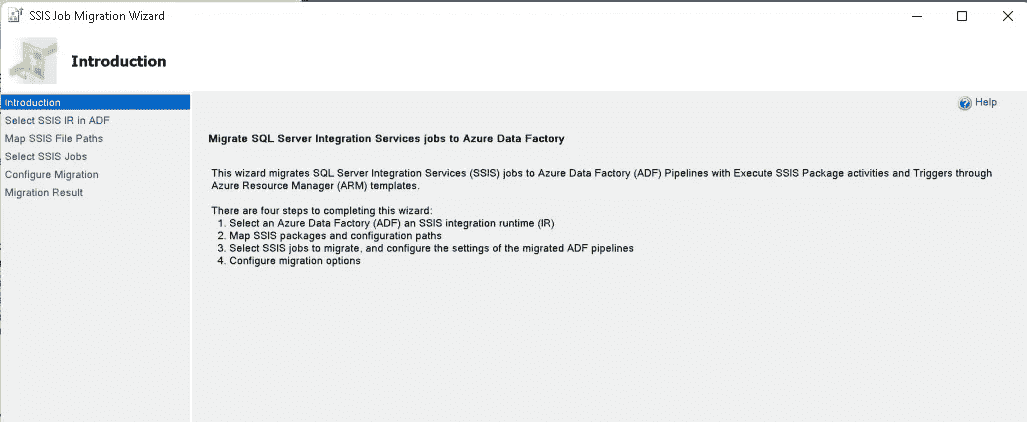 SSIS Job Migration Wizard
Introduction
Introduction
Select SSIS IR in ADF
Map SSIS File Paths
Select SSIS Jobs
Configure Migration
Migration Result
Help
Migrate SQL Server Integration Services jobs to Azure Data Factory
This wizard migrates SQL Server Integration Services (SSIS) jobs to Azure Data Factory (ADF) Pipelines with Execute SSIS Package activities and Triggers through
Azure Resource Manager (ARM) templates.
There are four steps to completing this wizard:
1. Select an Azure Data Factory (ADF) an SSIS integration runtime (IR)
2. Map SSIS packages and configuration paths
3. Select SSIS jobs to migrate, and configure the settings of the migrated ADF pipelines
4. Configure migration options